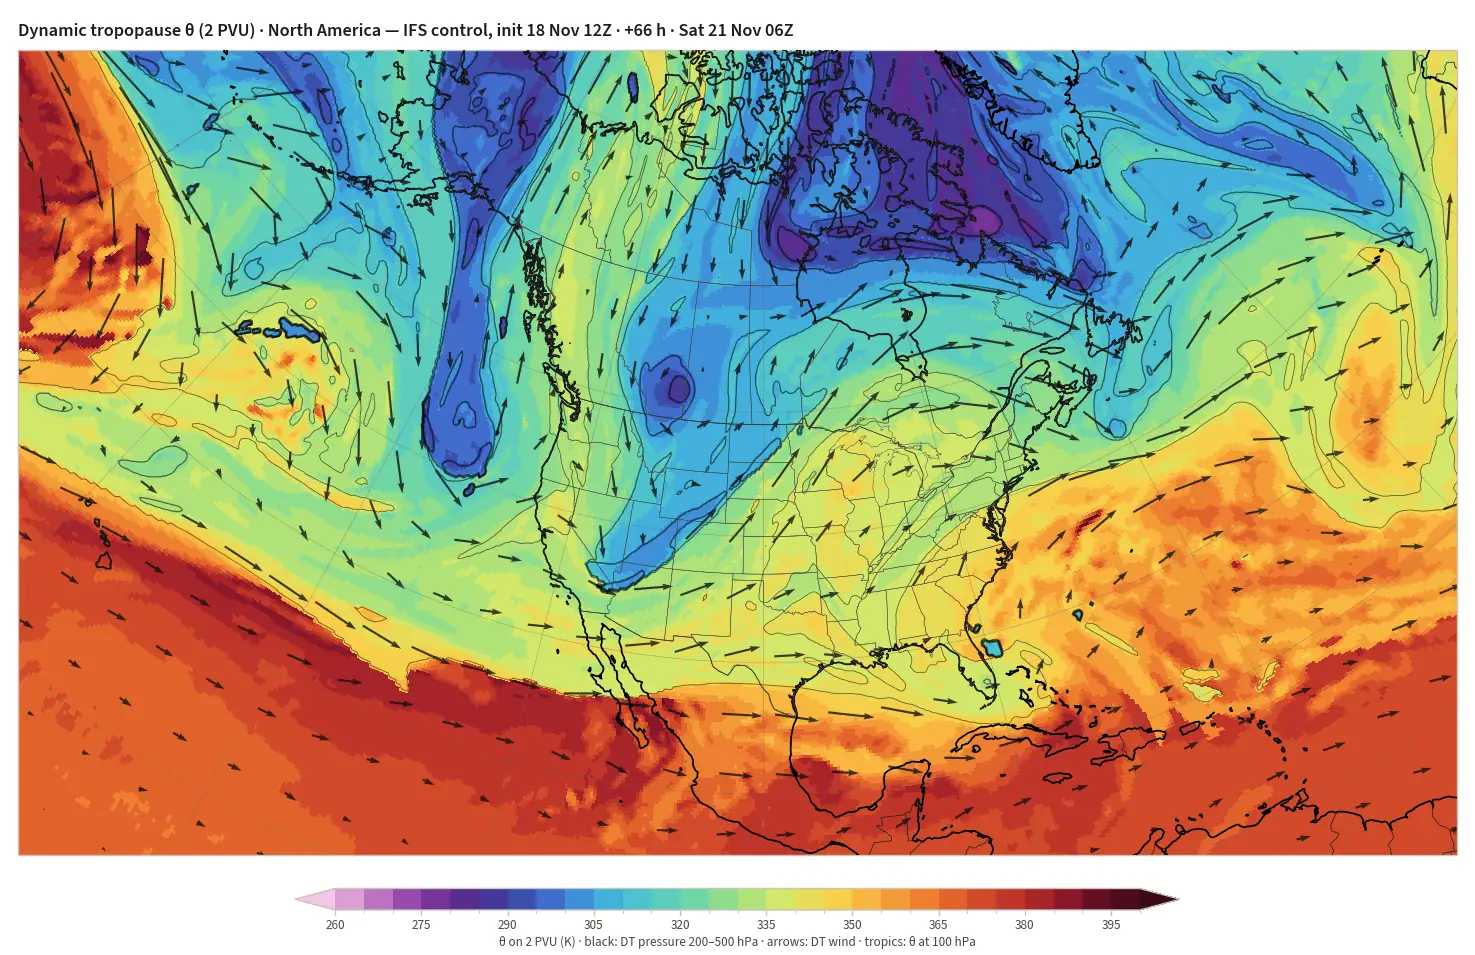 Dynamic tropopause θ (2 PVU) · North America — IFS control, init 18 Nov 12Z · +66 h · Sat 21 Nov 06Z
260 275 290 305 320 335 350 365 380 395
θ on 2 PVU (K) · black: DT pressure 200–500 hPa · arrows: DT wind · tropics: θ at 100 hPa